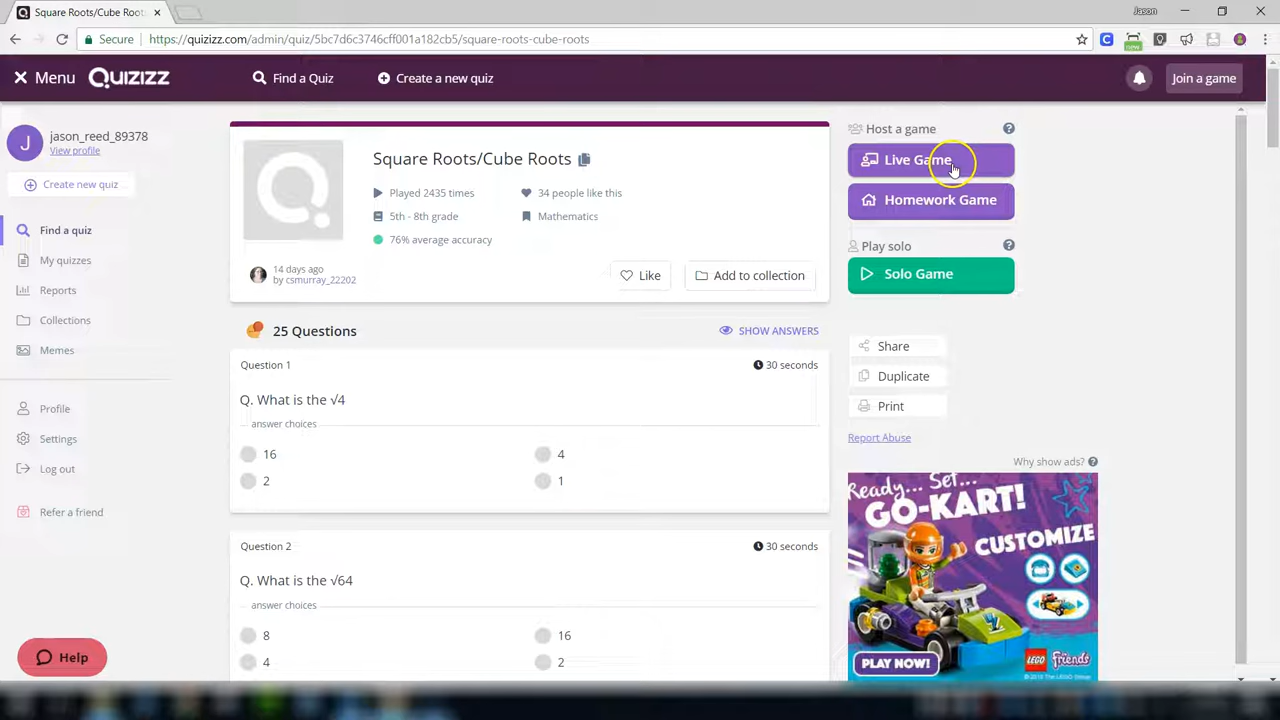 Square Roots/Cube Roots
Jason
Secure
https://quizizz.com/admin/quiz/5bc7d6c3746cff001a182cb5/square-roots-cube-roots
Menu
QUIZIZZ
Find a Quiz
Create a new quiz
Join a game
J
jason_reed_89378
View profile
Create new quiz
Find a quiz
My quizzes
Reports
Collections
Memes
Profile
Settings
Log out
Refer a friend
Help
Square Roots/Cube Roots
Played 2435 times
34 people like this
5th - 8th grade
Mathematics
76% average accuracy
14 days ago
by csmurray_22202
Like
Add to collection
25 Questions
SHOW ANSWERS
Question 1
30 seconds
Q. What is the √4
answer choices
16
4
2
1
Question 2
30 seconds
Q. What is the √64
answer choices
8
16
4
2
Host a game
Live Game
Homework Game
Play solo
Solo Game
Share
Duplicate
Print
Report Abuse
Why show ads?
Ready... Set...
GO-KART!
CUSTOMIZE
PLAY NOW!
LEGO
friends